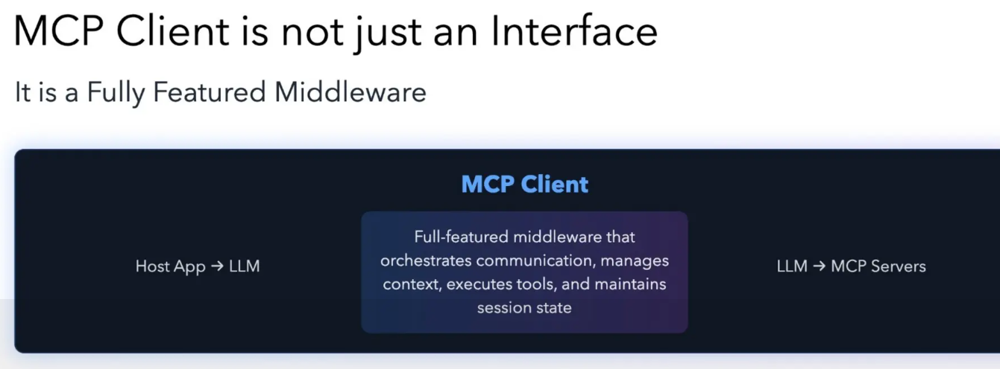 MCP Client is not just an Interface
It is a Fully Featured Middleware
MCP Client
Host App → LLM
Full-featured middleware that
orchestrates communication, manages
context, executes tools, and maintains
session state
LLM → MCP Servers